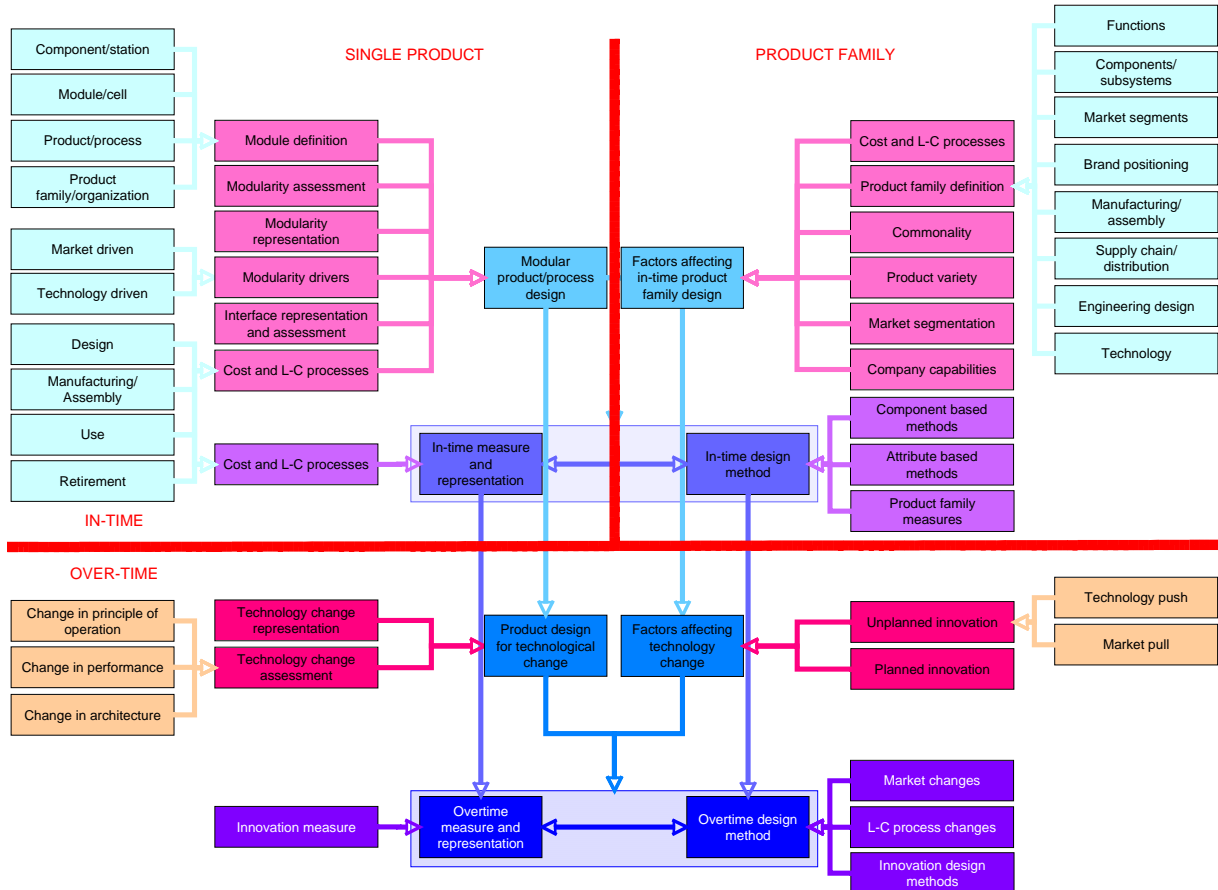 SINGLE PRODUCT
PRODUCT FAMILY
Component/station
Module/cell
Product/process
Product
family/organization
Market driven
Technology driven
Design
Manufacturing/
Assembly
Use
Retirement
IN-TIME
Module definition
Modularity assessment
Modularity
representation
Modularity drivers
Interface representation
and assessment
Cost and L-C processes
Cost and L-C processes
Modular
product/process
design
Factors affecting
in-time product
family design
In-time measure
and
representation
In-time design
method
Cost and L-C processes
Product family definition
Commonality
Product variety
Market segmentation
Company capabilities
Component based
methods
Attribute based
methods
Product family
measures
Functions
Components/
subsystems
Market segments
Brand positioning
Manufacturing/
assembly
Supply chain/
distribution
Engineering design
Technology
OVER-TIME
Change in principle of
operation
Change in performance
Change in architecture
Technology change
representation
Technology change
assessment
Product design
for technological
change
Factors affecting
technology
change
Unplanned innovation
Planned innovation
Technology push
Market pull
Innovation measure
Overtime
measure and
representation
Overtime design
method
Market changes
L-C process changes
Innovation design
methods